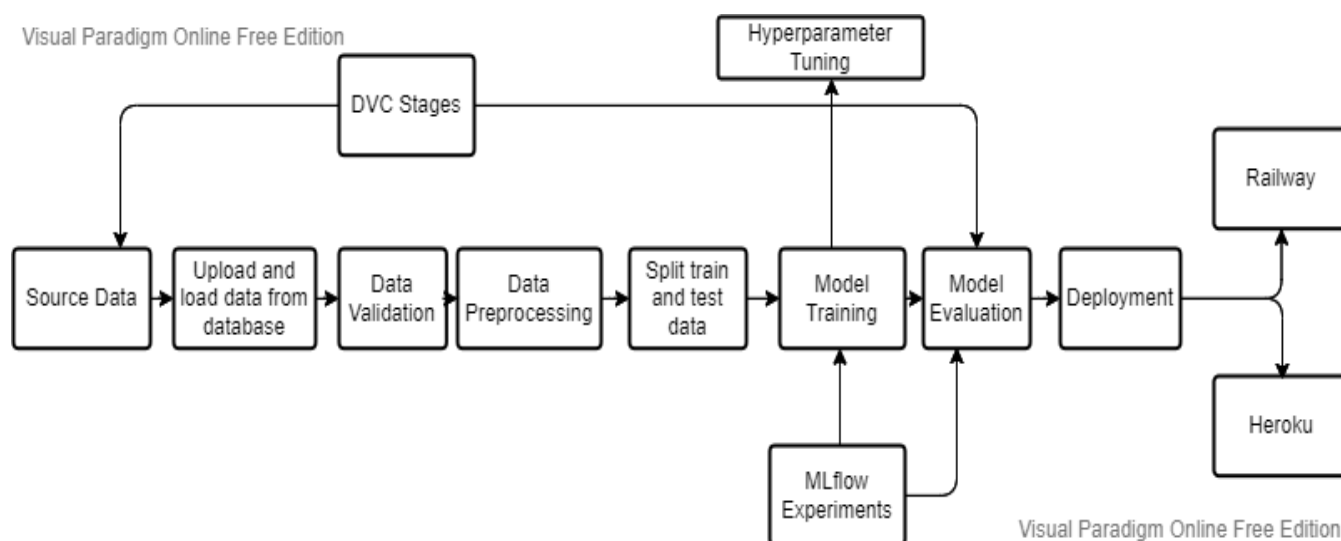 Visual Paradigm Online Free Edition
Hyperparameter
Tuning
DVC Stages
Railway
Source Data
Upload and
load data from
database
Data
Validation
Data
Preprocessing
Split train
and test
data
Model
Training
Model
Evaluation
Deployment
Heroku
MLflow
Experiments
Visual Paradigm Online Free Edition